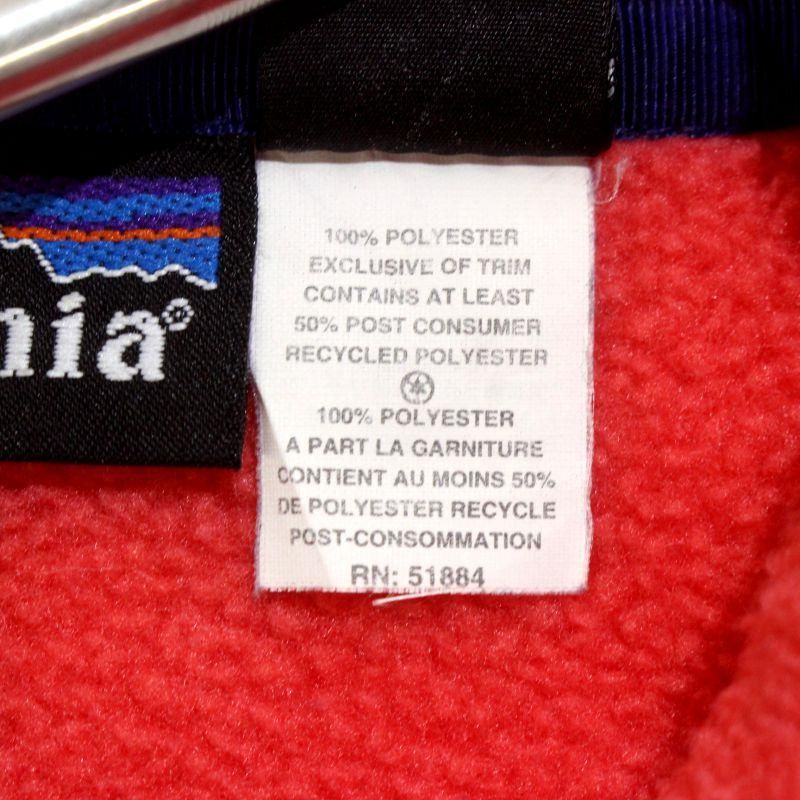 nia®
100% POLYESTER
EXCLUSIVE OF TRIM
CONTAINS AT LEAST
50% POST CONSUMER
RECYCLED POLYESTER
100% POLYESTER
A PART LA GARNITURE
CONTIENT AU MOINS 50%
DE POLYESTER RECYCLE
POST-CONSOMMATION
RN: 51884